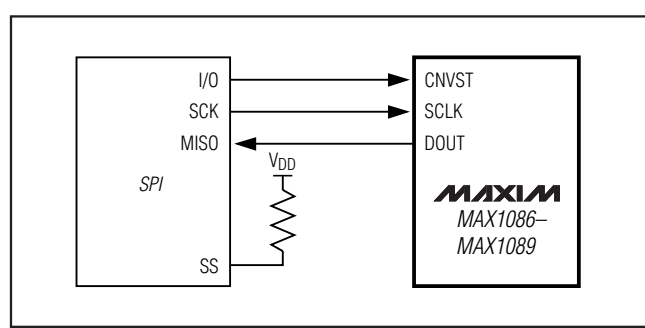 I/O
CNVST
SCK
SCLK
MISO
DOUT
VDD
SPI
MAXIM
MAX1086–
MAX1089
SS